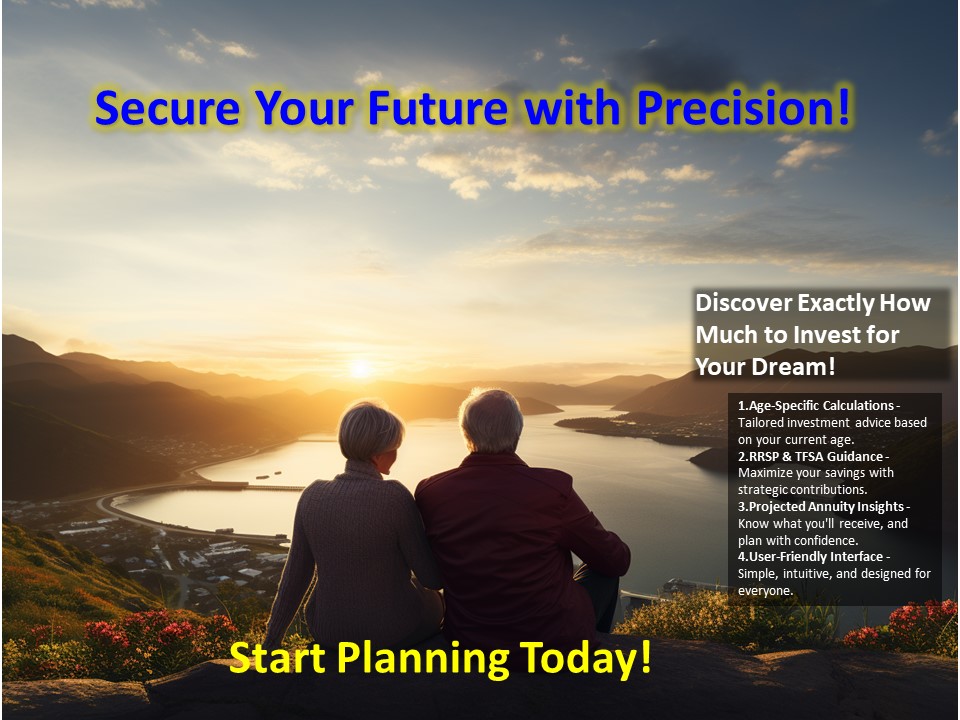 Secure Your Future with Precision!
Discover Exactly How
Much to Invest for
Your Dream!
1.Age-Specific Calculations -
Tailored investment advice based
on your current age.
2.RRSP & TFSA Guidance -
Maximize your savings with
strategic contributions.
3.Projected Annuity Insights -
Know what you'll receive, and
plan with confidence.
4.User-Friendly Interface -
Simple, intuitive, and designed for
everyone.
Start Planning Today!